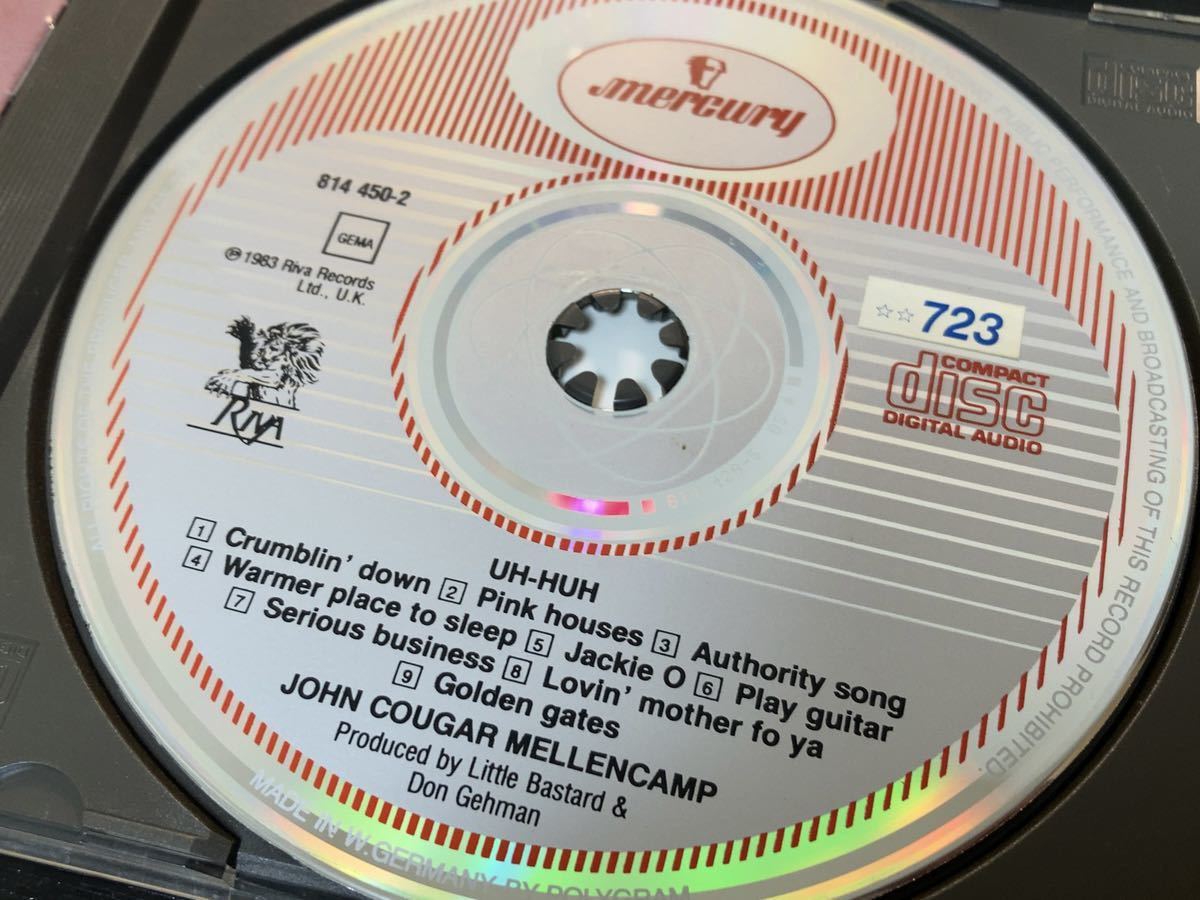 mercury
814 450-2
GEMA
℗ 1983 Riva Records
Ltd., U.K.
RIVA
☆☆ 723
COMPACT
disc
DIGITAL AUDIO
UH-HUH
1 Crumblin' down 2 Pink houses 3 Authority song
4 Warmer place to sleep 5 Jackie O 6 Play guitar
7 Serious business 8 Lovin' mother fo ya
9 Golden gates
JOHN COUGAR MELLENCAMP
Produced by Little Bastard &
Don Gehman
PUBLIC PERFORMANCE AND BROADCASTING OF THIS RECORD PROHIBITED
MADE IN W. GERMANY BY POLYGRAM
disc
DIGITAL AUDIO